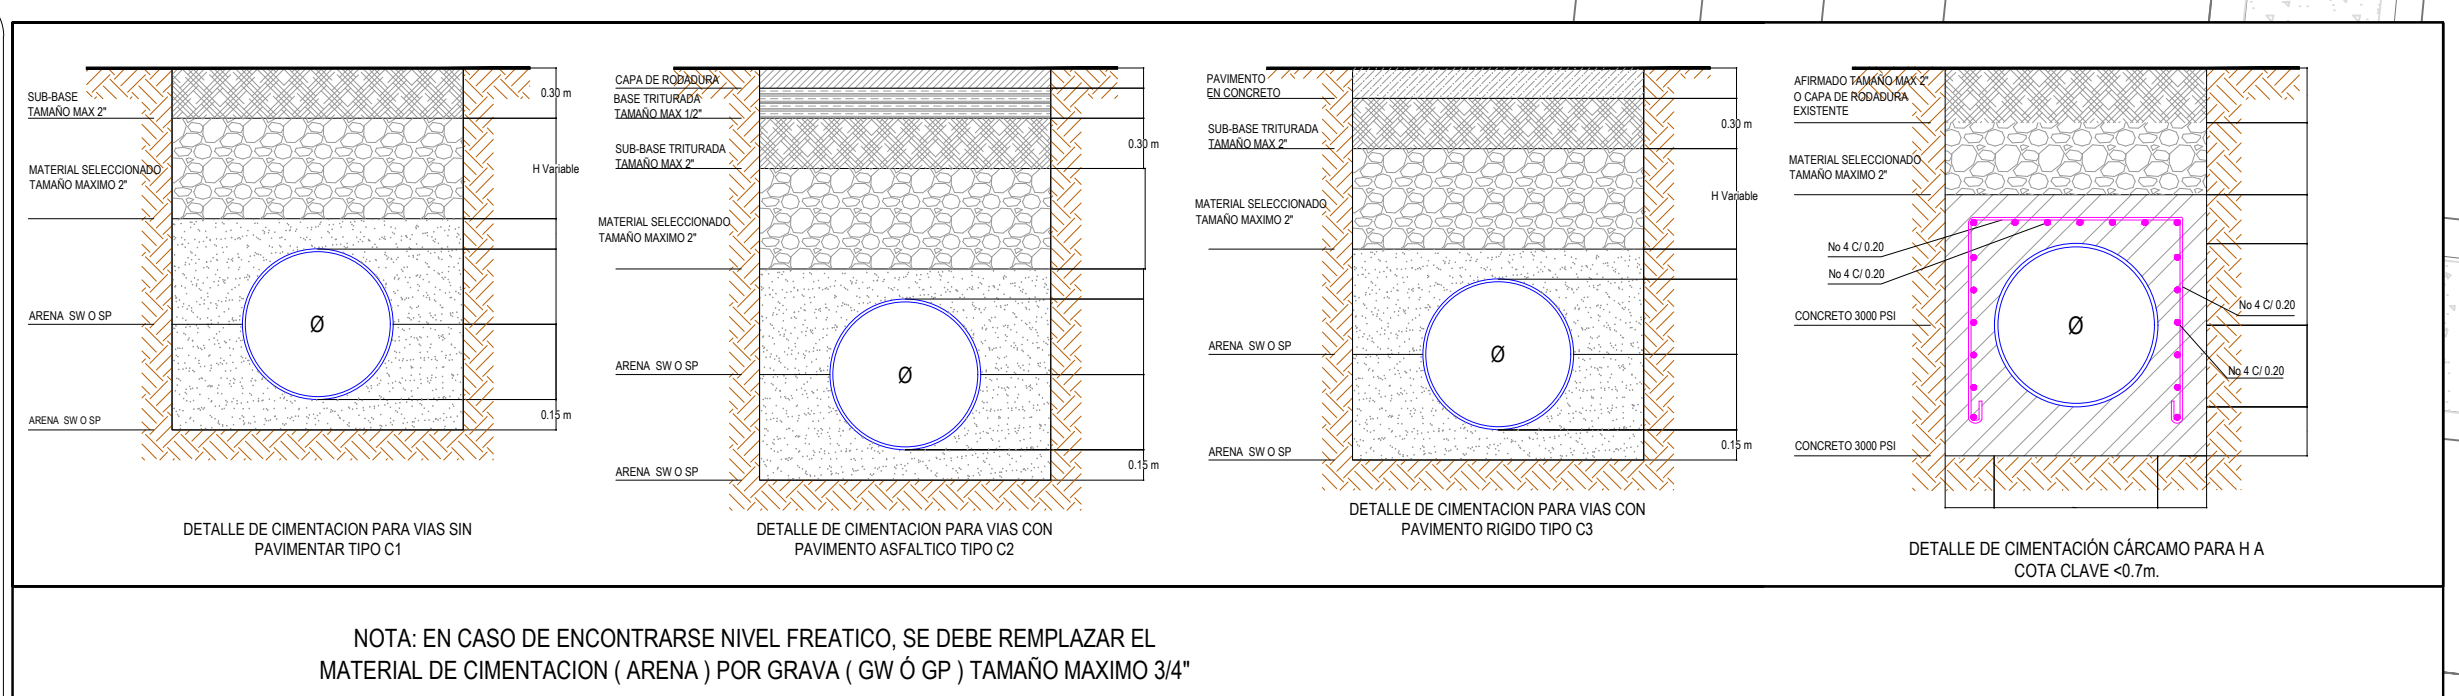 SUB-BASE
TAMAÑO MAX 2"
MATERIAL SELECCIONADO
TAMAÑO MAXIMO 2"
ARENA SW O SP
ARENA SW O SP
0.30 m
H Variable
0.15 m
Ø
DETALLE DE CIMENTACION PARA VIAS SIN
PAVIMENTAR TIPO C1
CAPA DE RODADURA
BASE TRITURADA
TAMAÑO MAX 1/2"
SUB-BASE TRITURADA
TAMAÑO MAX 2"
MATERIAL SELECCIONADO
TAMAÑO MAXIMO 2"
ARENA SW O SP
ARENA SW O SP
0.30 m
0.15 m
Ø
DETALLE DE CIMENTACION PARA VIAS CON
PAVIMENTO ASFALTICO TIPO C2
PAVIMENTO
EN CONCRETO
SUB-BASE TRITURADA
TAMAÑO MAX 2"
MATERIAL SELECCIONADO
TAMAÑO MAXIMO 2"
ARENA SW O SP
ARENA SW O SP
0.30 m
H Variable
0.15 m
Ø
DETALLE DE CIMENTACION PARA VIAS CON
PAVIMENTO RIGIDO TIPO C3
AFIRMADO TAMAÑO MAX 2"
O CAPA DE RODADURA
EXISTENTE
MATERIAL SELECCIONADO
TAMAÑO MAXIMO 2"
No 4 C/ 0.20
No 4 C/ 0.20
CONCRETO 3000 PSI
CONCRETO 3000 PSI
No 4 C/ 0.20
No 4 C/ 0.20
Ø
DETALLE DE CIMENTACIÓN CÁRCAMO PARA H A
COTA CLAVE <0.7m.
NOTA: EN CASO DE ENCONTRARSE NIVEL FREATICO, SE DEBE REMPLAZAR EL
MATERIAL DE CIMENTACION ( ARENA ) POR GRAVA ( GW Ó GP ) TAMAÑO MAXIMO 3/4"